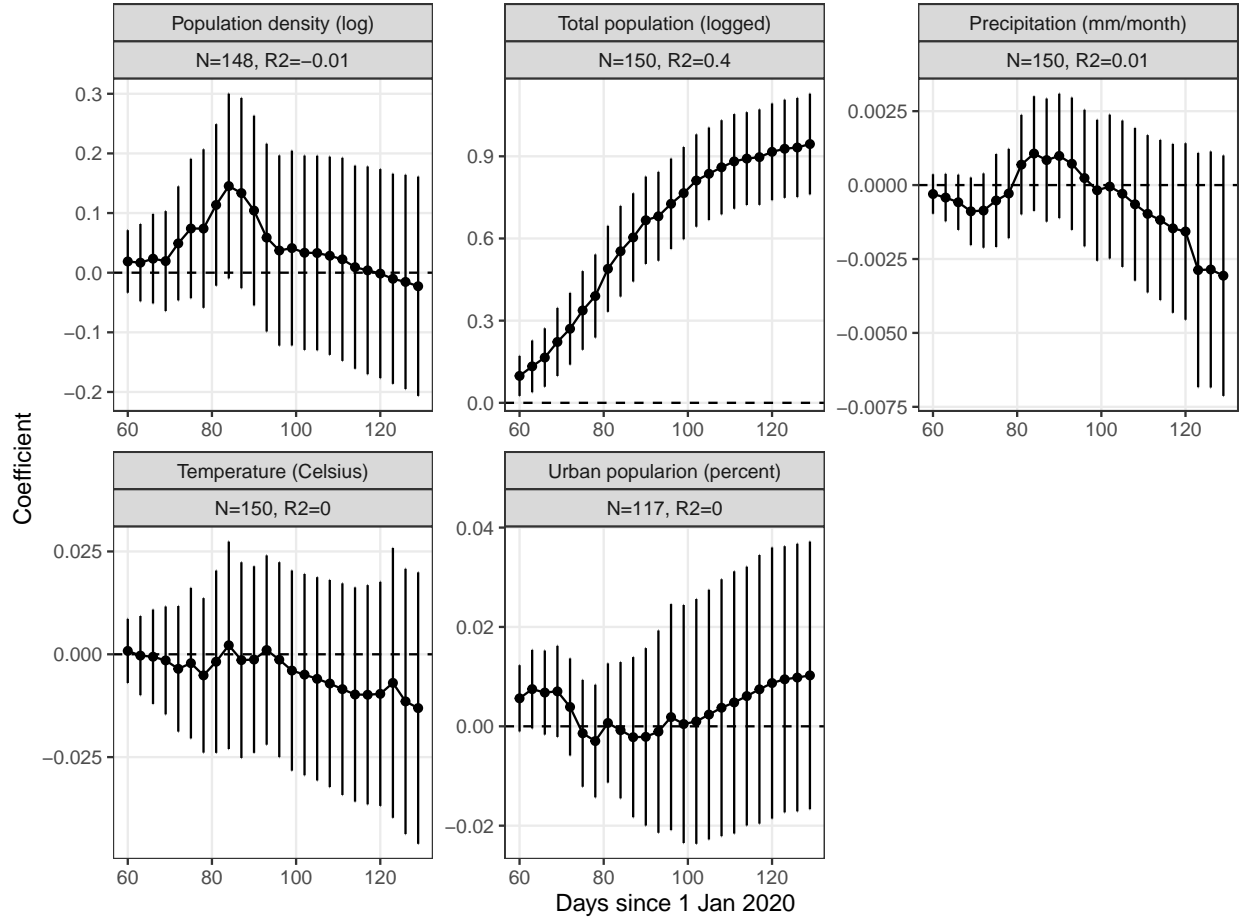 Population density (log)
N=148, R2=−0.01
0.3
0.2
0.1
0.0
−0.1
−0.2
60 80 100 120
Total population (logged)
N=150, R2=0.4
0.9
0.6
0.3
0.0
60 80 100 120
Precipitation (mm/month)
N=150, R2=0.01
0.0025
0.0000
−0.0025
−0.0050
−0.0075
60 80 100 120
Coefficient
Temperature (Celsius)
N=150, R2=0
0.025
0.000
−0.025
60 80 100 120
Urban popularion (percent)
N=117, R2=0
0.04
0.02
0.00
−0.02
60 80 100 120
Days since 1 Jan 2020